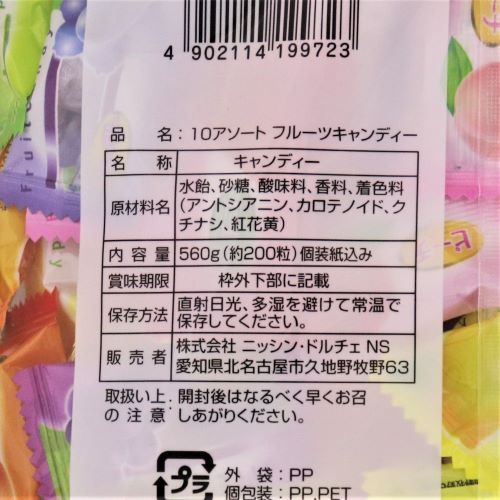 4 902114 199723
品 名:10アソート フルーツキャンディー
名 称 キャンディー
原材料名 水飴、砂糖、酸味料、香料、着色料
(アントシアニン、カロテノイド、ク
チナシ、紅花黄)
内 容 量 560g(約200粒)個装紙込み
賞味期限 枠外下部に記載
保存方法 直射日光、多湿を避けて常温で
保存してください。
販 売 者 株式会社 ニッシン・ドルチェ NS
愛知県北名古屋市久地野牧野63
取扱い上. 開封後はなるべく早くお召
しあがりください。
プラ
外 袋:PP
個包装:PP,PET
Fruit
ピーチ